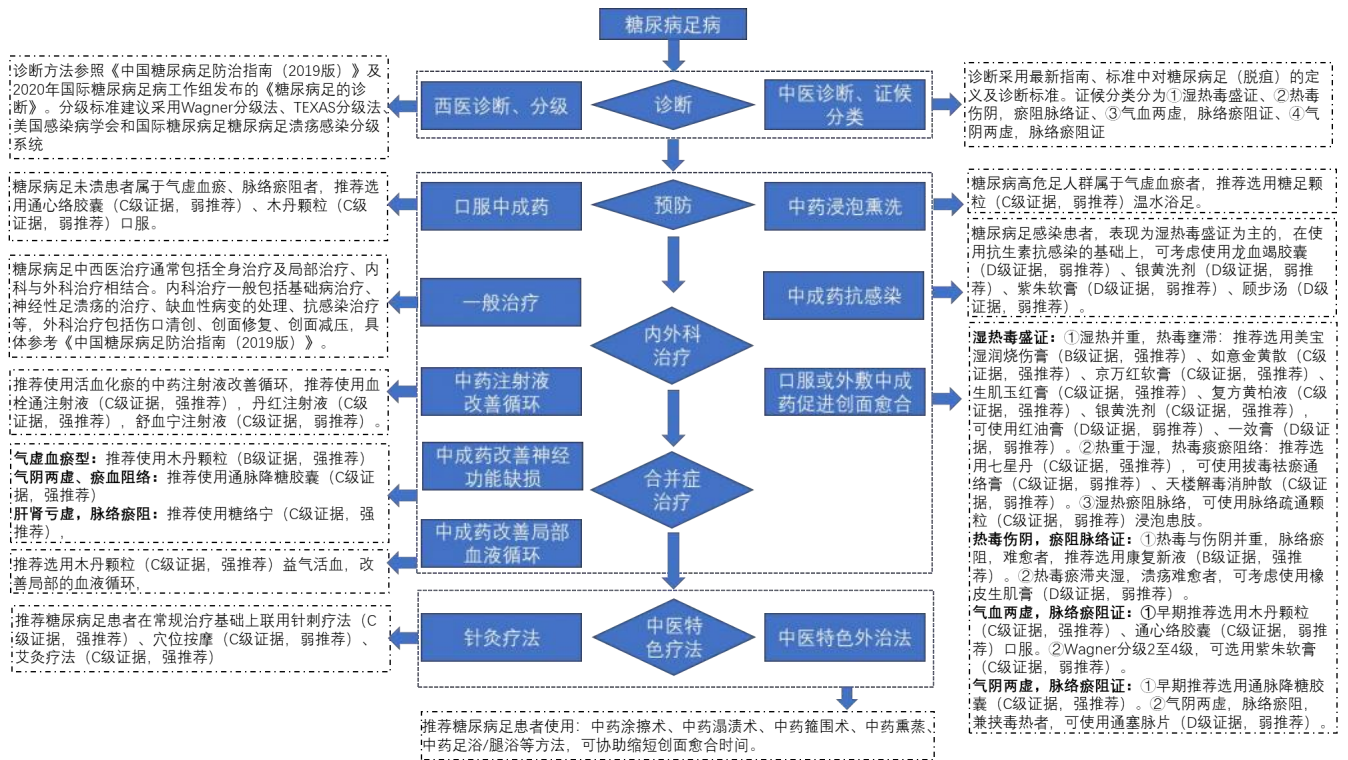 糖尿病足病
诊断方法参照《中国糖尿病足防治指南（2019版）》及
2020年国际糖尿病足病工作组发布的《糖尿病足的诊
断》。分级标准建议采用Wagner分级法、TEXAS分级法、
美国感染病学会和国际糖尿病足糖尿病足溃疡感染分级
系统
西医诊断、分级
诊断
中医诊断、证候
分类
诊断采用最新指南、标准中对糖尿病足（脱疽）的定
义及诊断标准。证候分类分为①湿热毒盛证、②热毒
伤阴，瘀阻脉络证、③气血两虚，脉络瘀阻证、④气
阴两虚，脉络瘀阻证
糖尿病足未溃患者属于气虚血瘀、脉络瘀阻者，推荐选
用通心络胶囊（C级证据，弱推荐）、木丹颗粒（C级
证据，弱推荐）口服。
口服中成药
预防
中药浸泡熏洗
糖尿病高危足人群属于气虚血瘀者，推荐选用糖足颗
粒（C级证据，弱推荐）温水浴足。
糖尿病足中西医治疗通常包括全身治疗及局部治疗、内
科与外科治疗相结合。内科治疗一般包括基础病治疗、
神经性足溃疡的治疗、缺血性病变的处理、抗感染治疗
等，外科治疗包括伤口清创、创面修复、创面减压，具
体参考《中国糖尿病足防治指南（2019版）》。
一般治疗
内外科
治疗
中成药抗感染
糖尿病足感染患者，表现为湿热毒盛证为主的，在使
用抗生素抗感染的基础上，可考虑使用龙血竭胶囊
（D级证据，弱推荐）、银黄洗剂（D级证据，弱推
荐）、紫朱软膏（D级证据，弱推荐）、顾步汤（D级
证据，弱推荐）。
推荐使用活血化瘀的中药注射液改善循环，推荐使用血
栓通注射液（C级证据，强推荐），丹红注射液（C级
证据，强推荐），舒血宁注射液（C级证据，弱推荐）。
中药注射液
改善循环
口服或外敷中成
药促进创面愈合
湿热毒盛证：①湿热并重，热毒壅滞：推荐选用美宝
湿润烧伤膏（B级证据，强推荐）、如意金黄散（C级
证据，强推荐）、京万红软膏（C级证据，强推荐）、
生肌玉红膏（C级证据，强推荐）、复方黄柏液（C级
证据，强推荐）、银黄洗剂（C级证据，强推荐），
可使用红油膏（D级证据，弱推荐）、一效膏（D级证
据，弱推荐）。②热重于湿，热毒痰瘀阻络：推荐选
用七星丹（C级证据，强推荐），可使用拔毒祛瘀通
络膏（C级证据，弱推荐）、天楼解毒消肿散（C级证
据，弱推荐）。③湿热瘀阻脉络，可使用脉络疏通颗
粒（C级证据，弱推荐）浸泡患肢。
热毒伤阴，瘀阻脉络证：①热毒与伤阴并重，脉络瘀
阻，难愈者，推荐选用康复新液（B级证据，强推
荐）。②热毒瘀滞夹湿，溃疡难愈者，可考虑使用橡
皮生肌膏（D级证据，弱推荐）。
气血两虚，脉络瘀阻证：①早期推荐选用木丹颗粒
（C级证据，强推荐）、通心络胶囊（C级证据，弱推
荐）口服。②Wagner分级2至4级，可选用紫朱软膏
（C级证据，弱推荐）。
气阴两虚，脉络瘀阻证：①早期推荐选用通脉降糖胶
囊（C级证据，强推荐）。②气阴两虚，脉络瘀阻，
兼挟毒热者，可使用通塞脉片（D级证据，弱推荐）。
气虚血瘀型：推荐使用木丹颗粒（B级证据，强推荐）
气阴两虚、瘀血阻络：推荐使用通脉降糖胶囊（C级证
据，强推荐）
肝肾亏虚，脉络瘀阻：推荐使用糖络宁（C级证据，强
推荐），
中成药改善神经
功能缺损
合并症
治疗
中成药改善局部
血液循环
推荐选用木丹颗粒（C级证据，强推荐）益气活血，改
善局部的血液循环，
推荐糖尿病足患者在常规治疗基础上联用针刺疗法（C
级证据，强推荐）、穴位按摩（C级证据，弱推荐）、
艾灸疗法（C级证据，强推荐）
针灸疗法
中医特
色疗法
中医特色外治法
推荐糖尿病足患者使用：中药涂擦术、中药溻渍术、中药箍围术、中药熏蒸、
中药足浴/腿浴等方法，可协助缩短创面愈合时间。